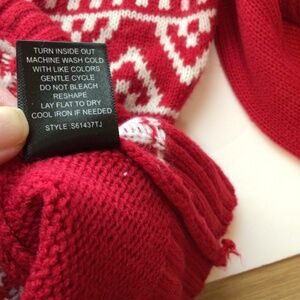 TURN INSIDE OUT
MACHINE WASH COLD
WITH LIKE COLORS
GENTLE CYCLE
DO NOT BLEACH
RESHAPE
LAY FLAT TO DRY
COOL IRON IF NEEDED
STYLE :S61437TJ